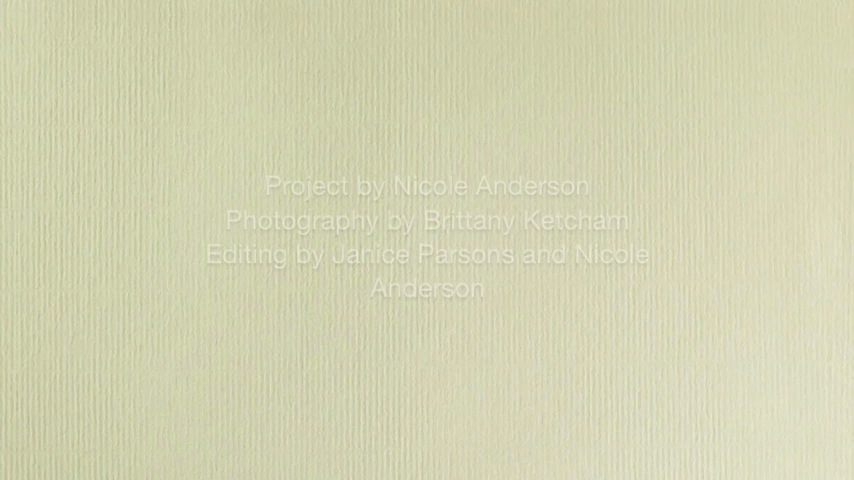 Project by Nicole Anderson
Photography by Brittany Ketcham
Editing by Janice Parsons and Nicole
Anderson